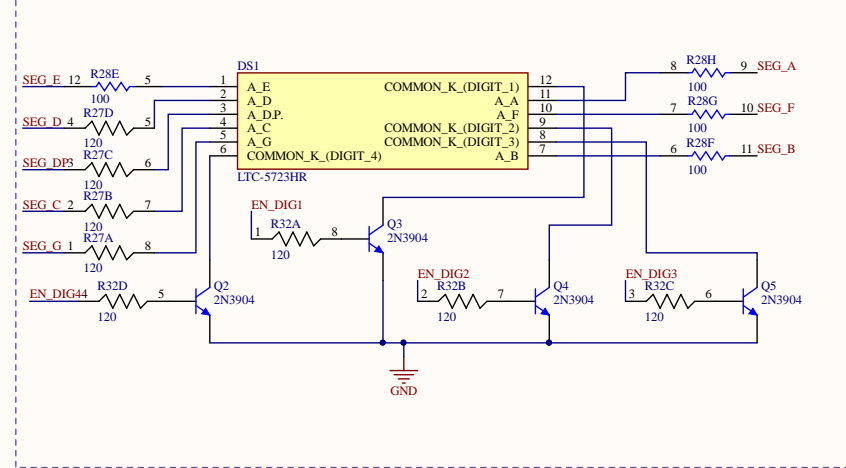 DS1
SEG_E 12 R28E 5 1 A_E COMMON_K_(DIGIT_1) 12 8 R28H 9 SEG_A
100 2 A_D A_A 11 100
SEG_D 4 R27D 5 3 A_D.P. A_F 10 7 R28G 10 SEG_F
120 4 A_C COMMON_K_(DIGIT_2) 9 100
SEG_DP3 R27C 6 5 A_G COMMON_K_(DIGIT_3) 8
120 6 COMMON_K_(DIGIT_4) A_B 7 6 R28F 11 SEG_B
LTC-5723HR 100
SEG_C 2 R27B 7
120
EN_DIG1
1 R32A 8 Q3
120 2N3904
SEG_G 1 R27A 8
120
EN_DIG2
2 R32B 7 Q4
120 2N3904
EN_DIG3
3 R32C 6 Q5
120 2N3904
EN_DIG44 R32D 5 Q2
120 2N3904
GND